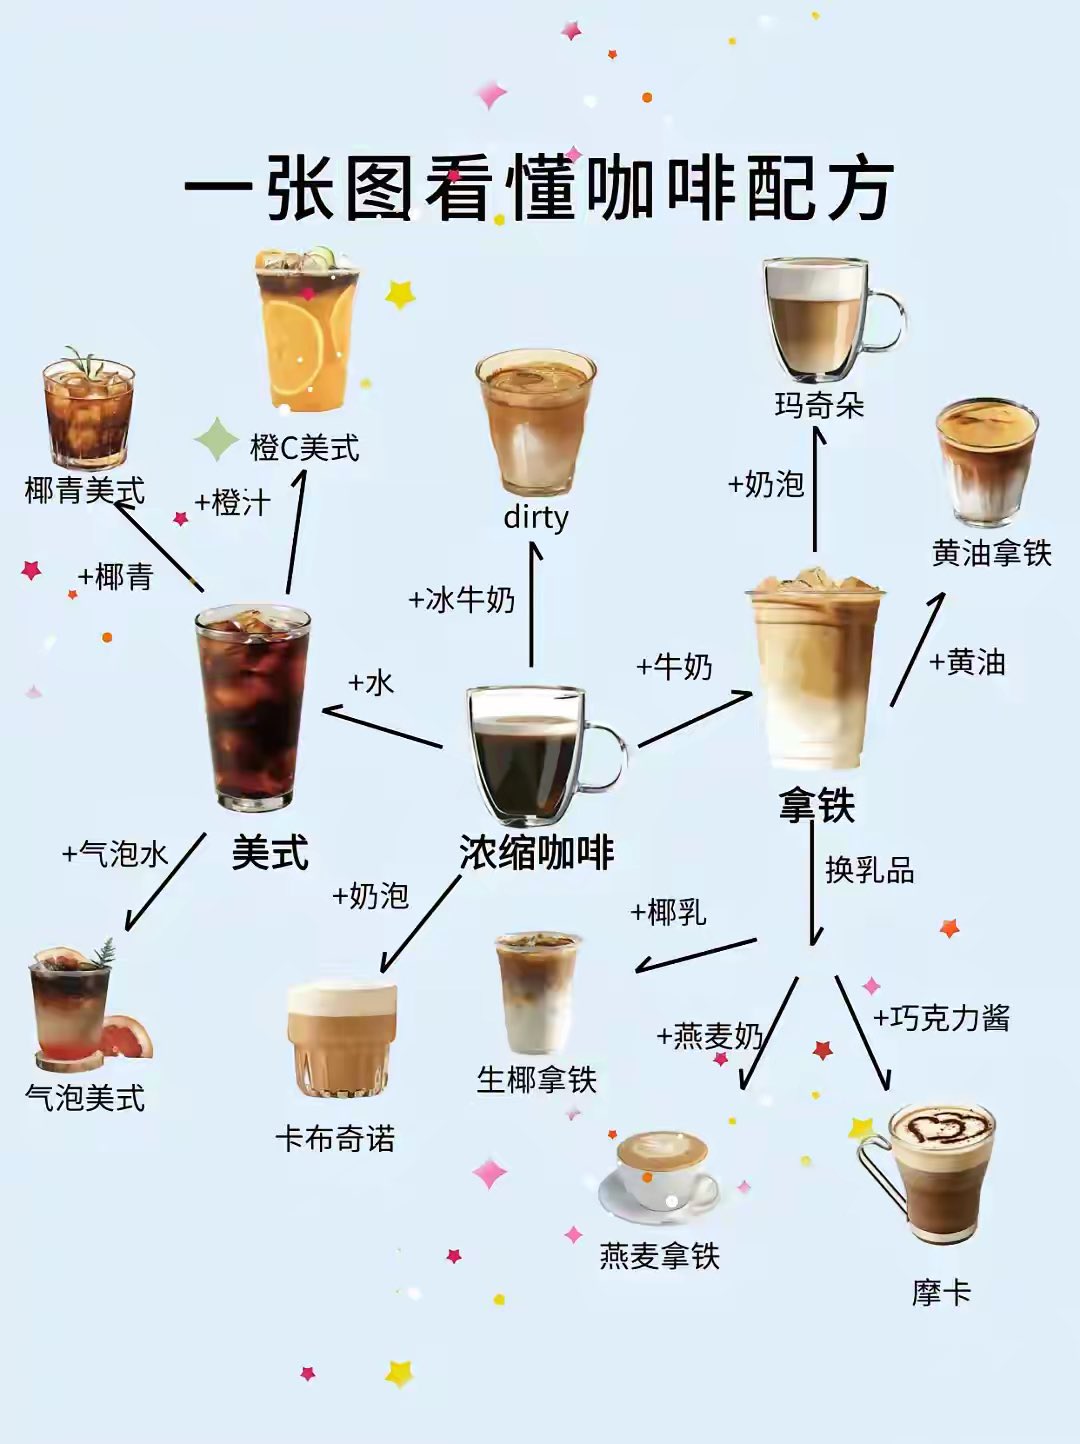 一张图看懂咖啡配方
玛奇朵
橙C美式
椰青美式
+奶泡
+橙汁
dirty
黄油拿铁
+椰青
+冰牛奶
+牛奶
+黄油
+水
拿铁
美式
浓缩咖啡
+气泡水
换乳品
+奶泡
+椰乳
+巧克力酱
+燕麦奶
生椰拿铁
气泡美式
卡布奇诺
燕麦拿铁
摩卡